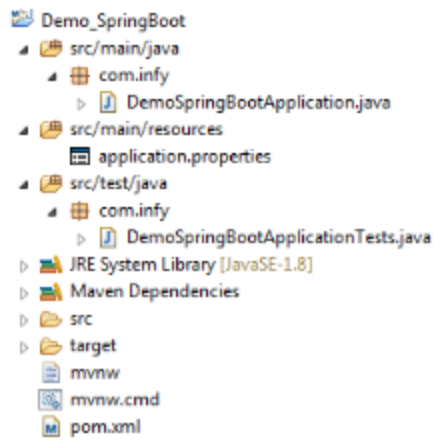 Demo_SpringBoot
src/main/java
com.infy
DemoSpringBootApplication.java
src/main/resources
application.properties
src/test/java
com.infy
DemoSpringBootApplicationTests.java
JRE System Library [JavaSE-1.8]
Maven Dependencies
src
target
mvnw
mvnw.cmd
pom.xml